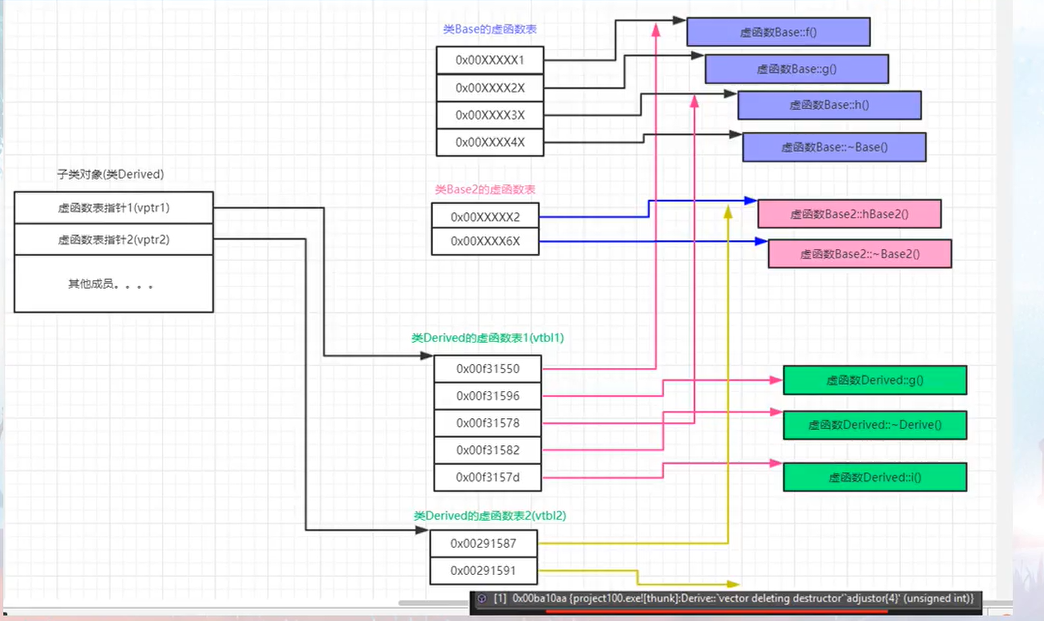 类Base的虚函数表
0x00XXXXX1
0x00XXXX2X
0x00XXXX3X
0x00XXXX4X
虚函数Base::f()
虚函数Base::g()
虚函数Base::h()
虚函数Base::~Base()
子类对象(类Derived)
虚函数表指针1(vptr1)
虚函数表指针2(vptr2)
其他成员。。。。
类Base2的虚函数表
0x00XXXXX2
0x00XXXX6X
虚函数Base2::hBase2()
虚函数Base2::~Base2()
类Derived的虚函数表1(vtbl1)
0x00f31550
0x00f31596
0x00f31578
0x00f31582
0x00f3157d
虚函数Derived::g()
虚函数Derived::~Derive()
虚函数Derived::i()
类Derived的虚函数表2(vtbl2)
0x00291587
0x00291591
[1] 0x00ba10aa {project100.exe![thunk]:Derive::`vector deleting destructor'`adjustor{4}' (unsigned int)}